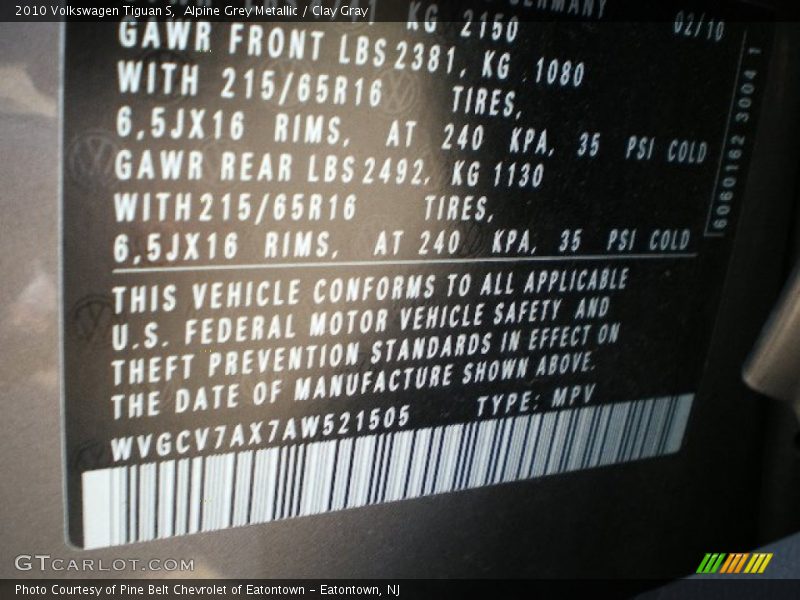 2010 Volkswagen Tiguan S,  Alpine Grey Metallic / Clay Gray
GERMANY
KG 2150
02/10
GAWR FRONT LBS 2381, KG 1080
WITH 215/65R16 TIRES,
6,5JX16 RIMS, AT 240 KPA, 35 PSI COLD
GAWR REAR LBS 2492, KG 1130
WITH 215/65R16 TIRES,
6,5JX16 RIMS, AT 240 KPA, 35 PSI COLD
6060162 3004 1
THIS VEHICLE CONFORMS TO ALL APPLICABLE
U.S. FEDERAL MOTOR VEHICLE SAFETY AND
THEFT PREVENTION STANDARDS IN EFFECT ON
THE DATE OF MANUFACTURE SHOWN ABOVE.
WVGCV7AX7AW521505 TYPE: MPV
GTCARLOT.COM
Photo Courtesy of Pine Belt Chevrolet of Eatontown – Eatontown, NJ